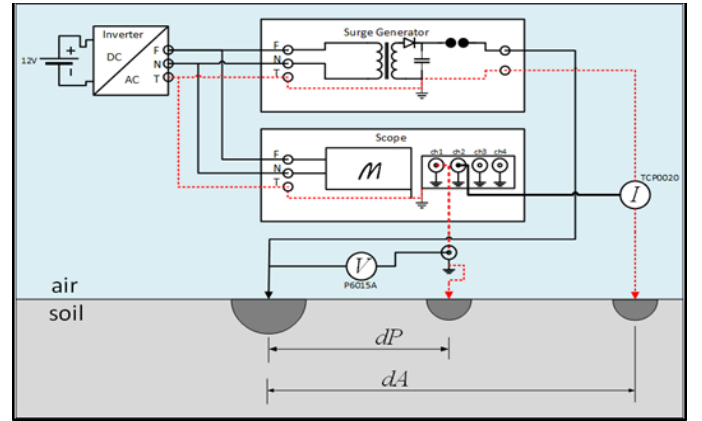 Inverter
DC
AC
12V
+
F
N
T
Surge Generator
F
N
T
Scope
F
N
T
ch1 ch2 ch3 ch4
TCP0020
I
V
P6015A
air
soil
dP
dA